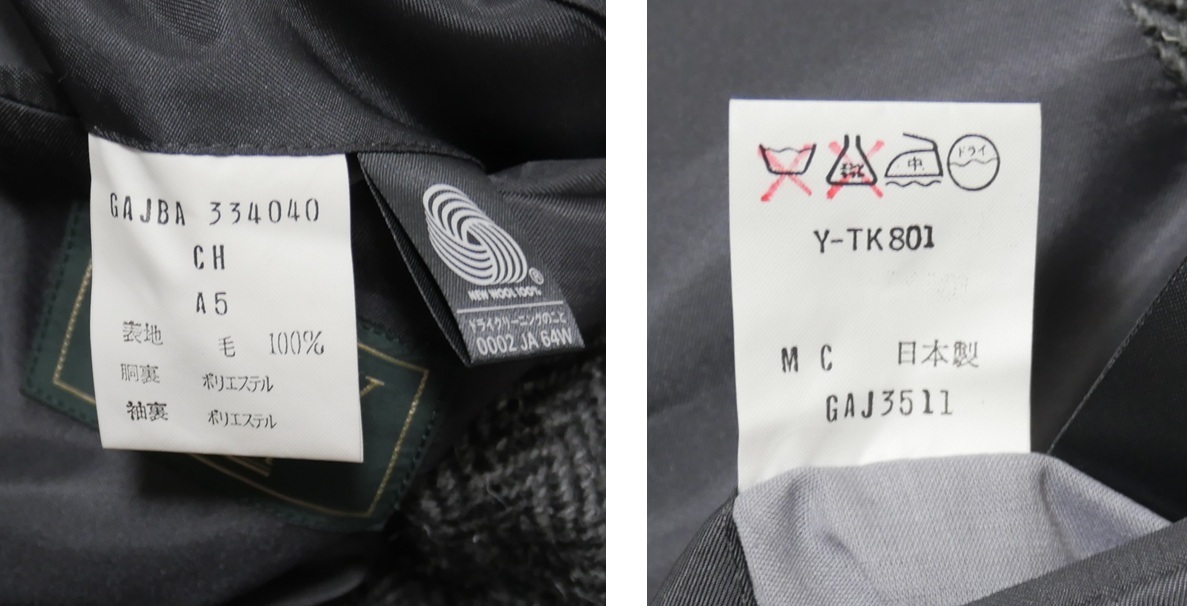 GAJBA 334040
CH
A5
表地 毛 100%
胴裏 ポリエステル
袖裏 ポリエステル
NEW WOOL 100%
®
ドライクリーニングのこと
0002 JA 64W
中 ドライ
Y-TK801
M C 日本製
GAJ3511